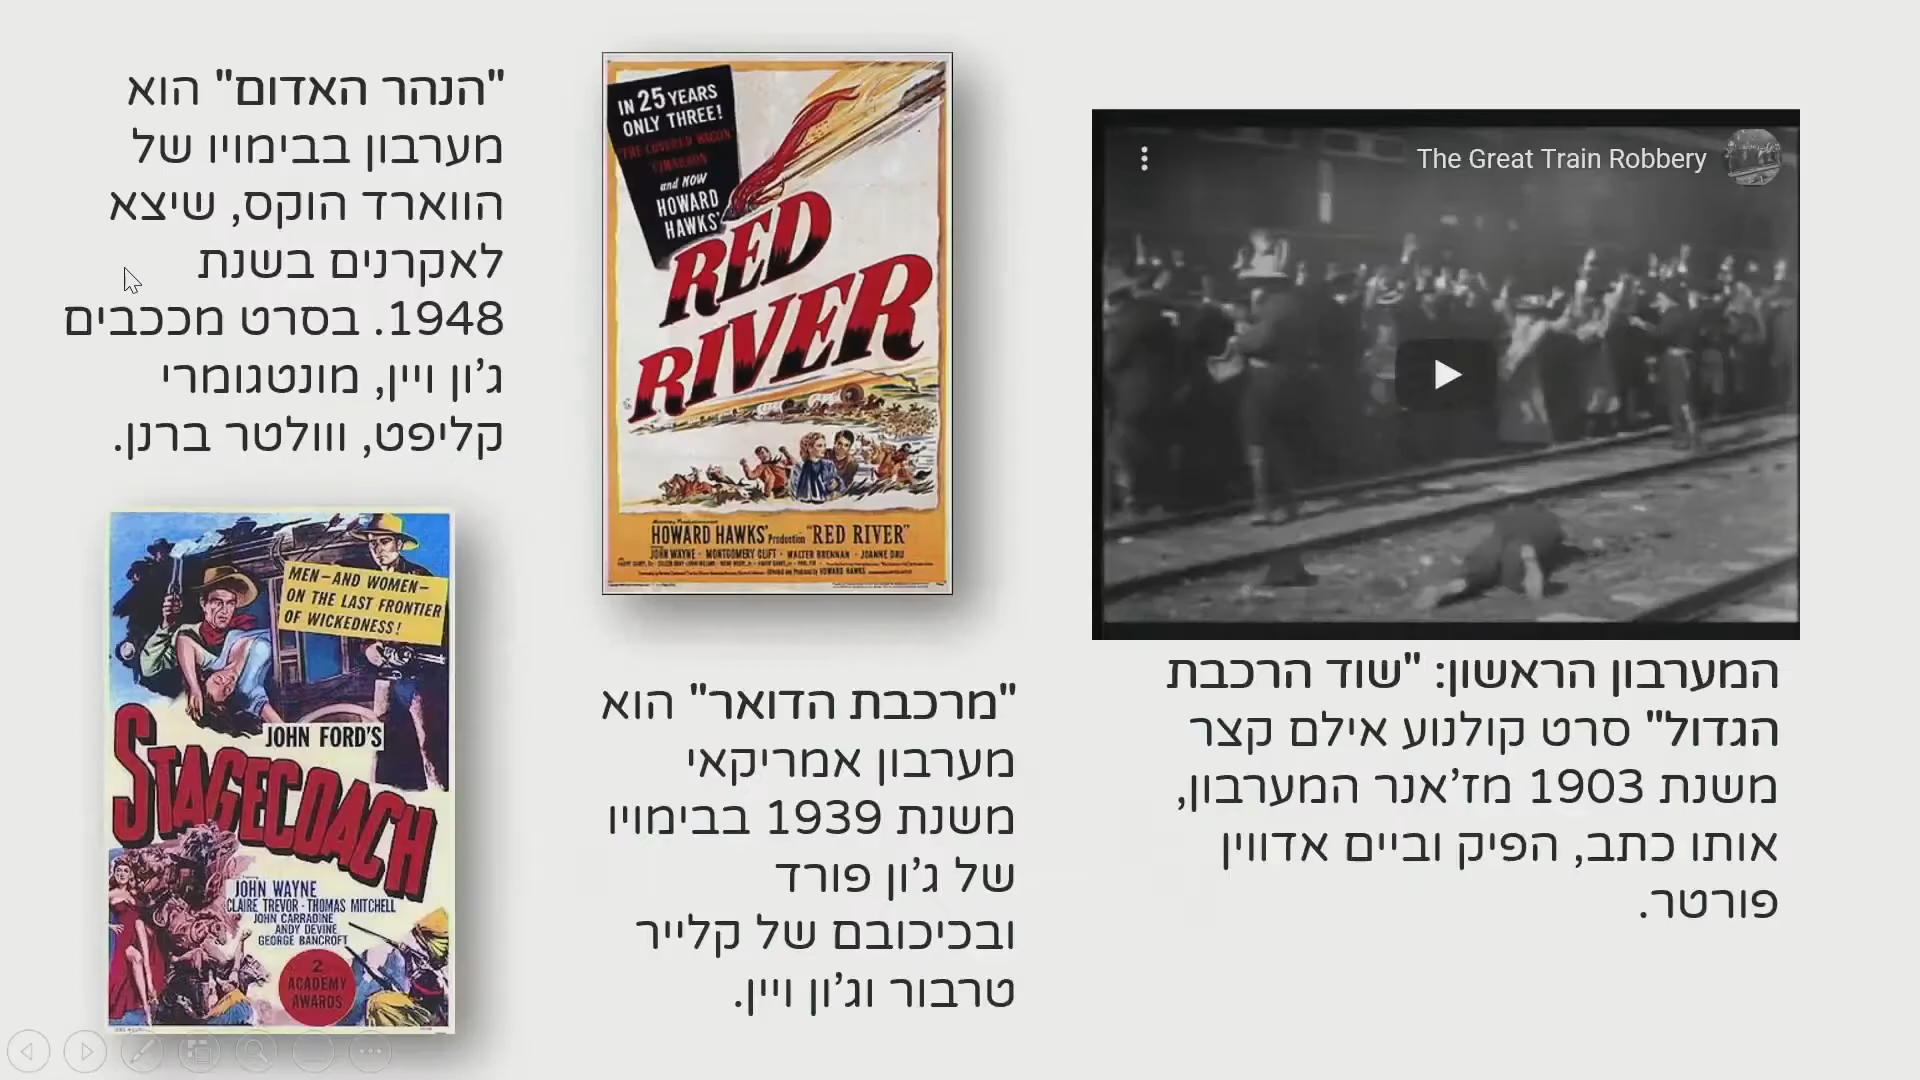 "הנהר האדום" הוא
מערבון בבימויו של
הווארד הוקס, שיצא
לאקרנים בשנת
1948. בסרט מככבים
ג'ון ויין, מונטגומרי
קליפט, ווולטר ברנן.
IN 25 YEARS
ONLY THREE!
"THE COVERED WAGON"
"CIMARRON"
and NOW
HOWARD
HAWKS'
RED
RIVER
HOWARD HAWKS' Production "RED RIVER"
JOHN WAYNE · MONTGOMERY CLIFT · WALTER BRENNAN · JOANNE DRU
The Great Train Robbery
המערבון הראשון: "שוד הרכבת
הגדול" סרט קולנוע אילם קצר
משנת 1903 מז'אנר המערבון,
אותו כתב, הפיק וביים אדווין
פורטר.
"מרכבת הדואר" הוא
מערבון אמריקאי
משנת 1939 בבימויו
של ג'ון פורד
ובכיכובם של קלייר
טרבור וג'ון ויין.
MEN-AND WOMEN-
ON THE LAST FRONTIER
OF WICKEDNESS!
JOHN FORD'S
STAGECOACH
JOHN WAYNE
CLAIRE TREVOR · THOMAS MITCHELL
JOHN CARRADINE
ANDY DEVINE
GEORGE BANCROFT
2
ACADEMY
AWARDS